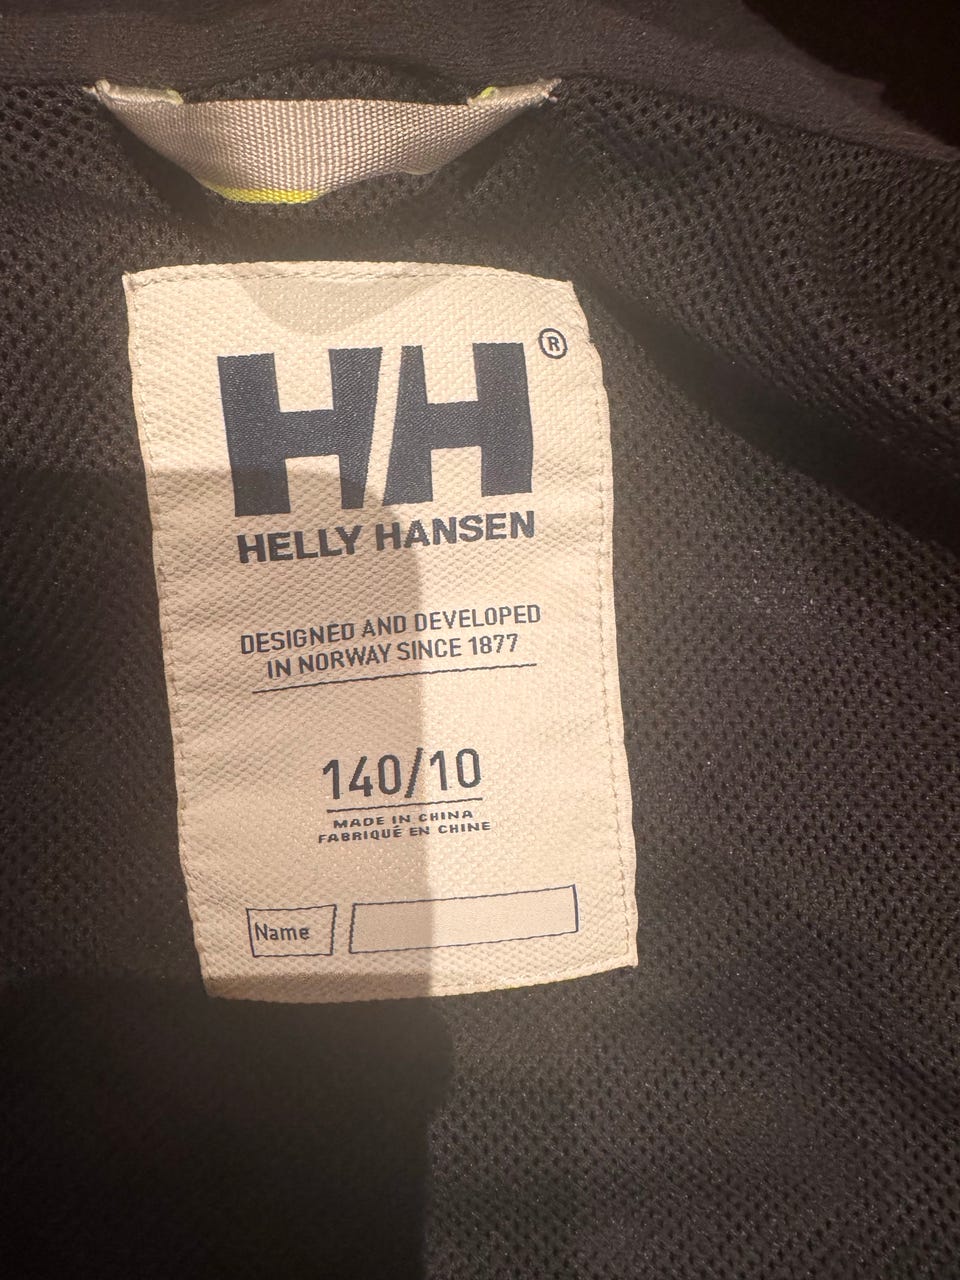 HH®
HELLY HANSEN
DESIGNED AND DEVELOPED
IN NORWAY SINCE 1877
140/10
MADE IN CHINA
FABRIQUÉ EN CHINE
Name